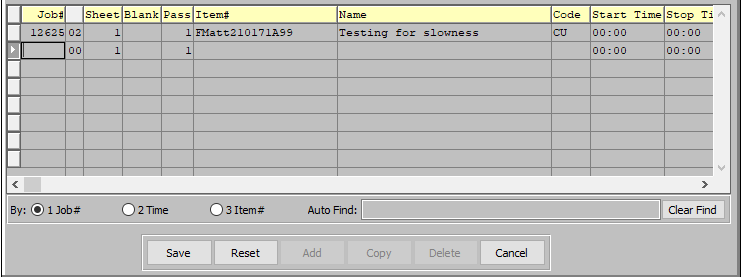 Job# Sheet Blank Pass Item# Name Code Start Time Stop Ti
12625 02 1 1 FMatt210171A99 Testing for slowness CU 00:00 00:00
00 1 1 00:00 00:00
By: 1 Job# 2 Time 3 Item# Auto Find: Clear Find
Save Reset Add Copy Delete Cancel